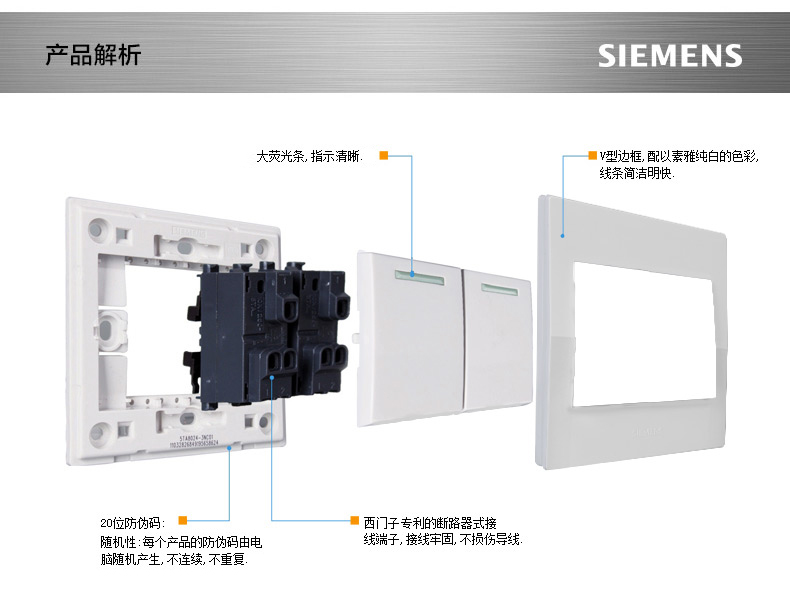 产品解析
SIEMENS
大荧光条, 指示清晰.
V型边框, 配以素雅纯白的色彩,
线条简洁明快.
5TA8024-3NC01
20位防伪码:
随机性: 每个产品的防伪码由电
脑随机产生, 不连续, 不重复.
西门子专利的断路器式接
线端子, 接线牢固, 不损伤导线.